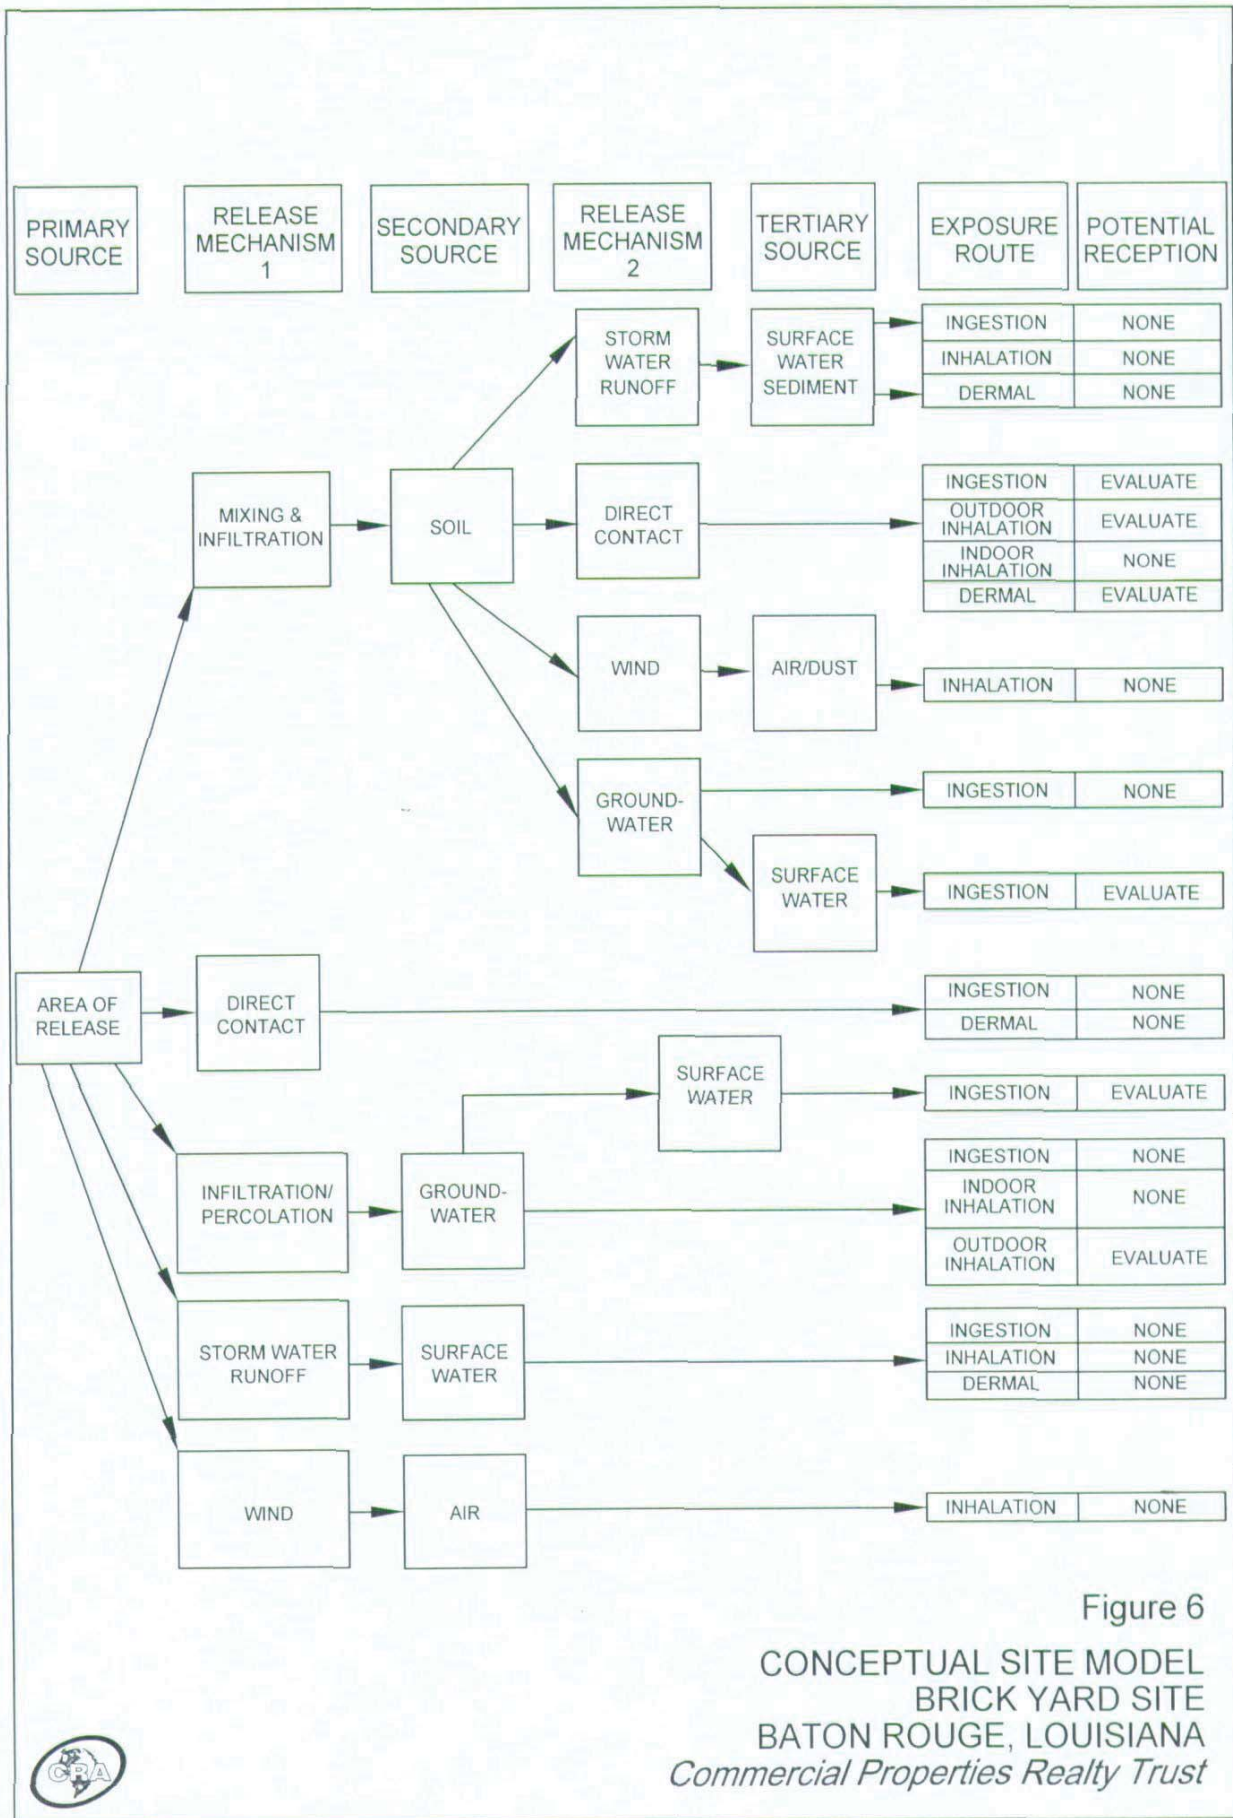 PRIMARY
SOURCE
RELEASE
MECHANISM
1
SECONDARY
SOURCE
RELEASE
MECHANISM
2
TERTIARY
SOURCE
EXPOSURE
ROUTE
POTENTIAL
RECEPTION
STORM
WATER
RUNOFF
SURFACE
WATER
SEDIMENT
INGESTION NONE
INHALATION NONE
DERMAL NONE
MIXING &
INFILTRATION
SOIL
DIRECT
CONTACT
INGESTION EVALUATE
OUTDOOR
INHALATION EVALUATE
INDOOR
INHALATION NONE
DERMAL EVALUATE
WIND
AIR/DUST
INHALATION NONE
GROUND-
WATER
INGESTION NONE
SURFACE
WATER
INGESTION EVALUATE
AREA OF
RELEASE
DIRECT
CONTACT
INGESTION NONE
DERMAL NONE
SURFACE
WATER
INGESTION EVALUATE
INFILTRATION/
PERCOLATION
GROUND-
WATER
INGESTION NONE
INDOOR
INHALATION NONE
OUTDOOR
INHALATION EVALUATE
STORM WATER
RUNOFF
SURFACE
WATER
INGESTION NONE
INHALATION NONE
DERMAL NONE
WIND
AIR
INHALATION NONE
Figure 6
CONCEPTUAL SITE MODEL
BRICK YARD SITE
BATON ROUGE, LOUISIANA
Commercial Properties Realty Trust
CRA